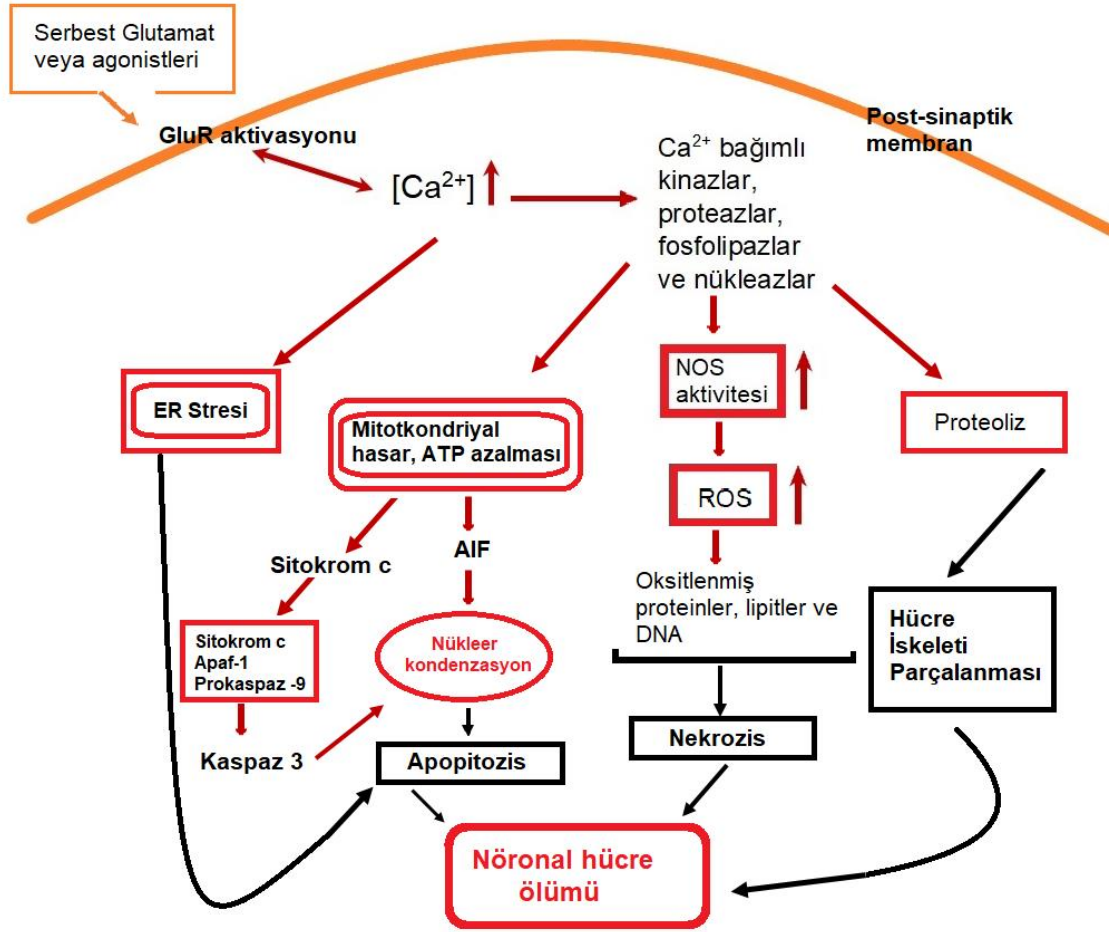 Serbest Glutamat
veya agonistleri
GluR aktivasyonu
Post-sinaptik
membran
[Ca²⁺]
Ca²⁺ bağımlı
kinazlar,
proteazlar,
fosfolipazlar
ve nükleazlar
ER Stresi
Mitotkondriyal
hasar, ATP azalması
NOS
aktivitesi
Proteoliz
ROS
Sitokrom c
AIF
Oksitlenmiş
proteinler, lipitler ve
DNA
Hücre
İskeleti
Parçalanması
Sitokrom c
Apaf-1
Prokaspaz -9
Nükleer
kondenzasyon
Kaspaz 3
Apopitozis
Nekrozis
Nöronal hücre
ölümü